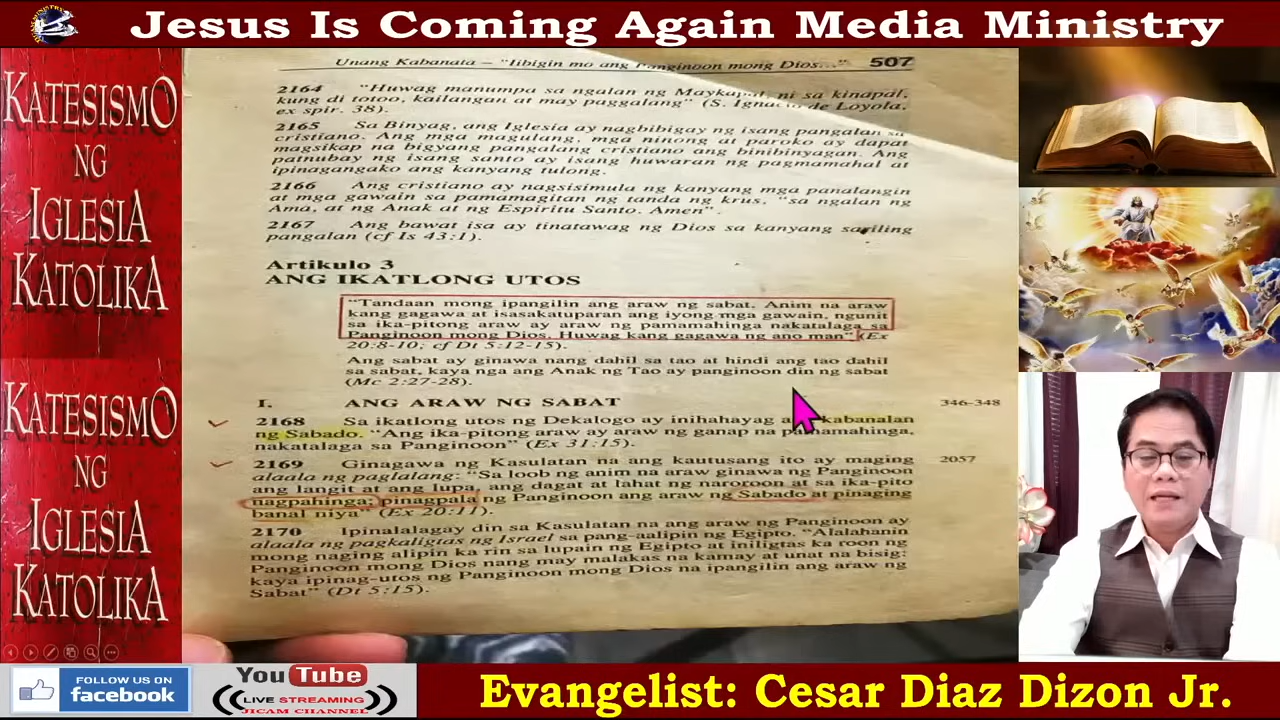 Jesus Is Coming Again Media Ministry
KATESISMO
NG
IGLESIA
KATOLIKA
KATESISMO
NG
IGLESIA
KATOLIKA
Unang Kabanata — "Iibigin mo ang Panginoon mong Dios..." 507
2164 "Huwag manumpa sa ngalan ng Maykapal, ni sa kinapal,
kung di totoo, kailangan at may paggalang" (S. Ignacio de Loyola,
ex spir. 38).
2165 Sa Binyag, ang Iglesia ay nagbibigay ng isang pangalan sa
cristiano. Ang mga magulang, mga ninong at paroko ay dapat
magsikap na bigyang pangalang cristiano ang binibinyagan. Ang
patnubay ng isang santo ay isang huwaran ng pagmamahal at
ipinagangako ang kanyang tulong.
2166 Ang cristiano ay nagsisimula ng kanyang mga panalangin
at mga gawain sa pamamagitan ng tanda ng krus, "sa ngalan ng
Ama, at ng Anak at ng Espiritu Santo. Amen".
2167 Ang bawat isa ay tinatawag ng Dios sa kanyang sariling
pangalan (cf Is 43:1).
Artikulo 3
ANG IKATLONG UTOS
"Tandaan mong ipangilin ang araw ng sabat. Anim na araw
kang gagawa at isasakatuparan ang iyong mga gawain, ngunit
sa ika-pitong araw ay araw ng pamamahinga nakatalaga sa
Panginoon mong Dios. Huwag kang gagawa ng ano man" (Ex
20:8-10; cf Dt 5:12-15).
Ang sabat ay ginawa nang dahil sa tao at hindi ang tao dahil
sa sabat, kaya nga ang Anak ng Tao ay panginoon din ng sabat
(Mc 2:27-28).
I. ANG ARAW NG SABAT 346-348
2168 Sa ikatlong utos ng Dekalogo ay inihahayag kabanalan
ng Sabado. "Ang ika-pitong araw ay araw ng ganap na pamamahinga,
nakatalaga sa Panginoon" (Ex 31:15).
2169 Ginagawa ng Kasulatan na ang kautusang ito ay maging 2057
alaala ng paglalang: "Sa loob ng anim na araw ginawa ng Panginoon
ang langit at ang lupa, ang dagat at lahat ng naroroon at sa ika-pito
nagpahinga; pinagpala ng Panginoon ang araw ng Sabado at pinaging
banal niya" (Ex 20:11).
2170 Ipinalalagay din sa Kasulatan na ang araw ng Panginoon ay
alaala ng pagkaligtas ng Israel sa pang-aalipin ng Egipto. "Alalahanin
mong naging alipin ka rin sa lupain ng Egipto at iniligtas ka roon ng
Panginoon mong Dios nang may malakas na kamay at unat na bisig:
kaya ipinag-utos ng Panginoon mong Dios na ipangilin ang araw ng
Sabat" (Dt 5:15).
FOLLOW US ON
facebook
YouTube
LIVE STREAMING
JICAM CHANNEL
Evangelist: Cesar Diaz Dizon Jr.